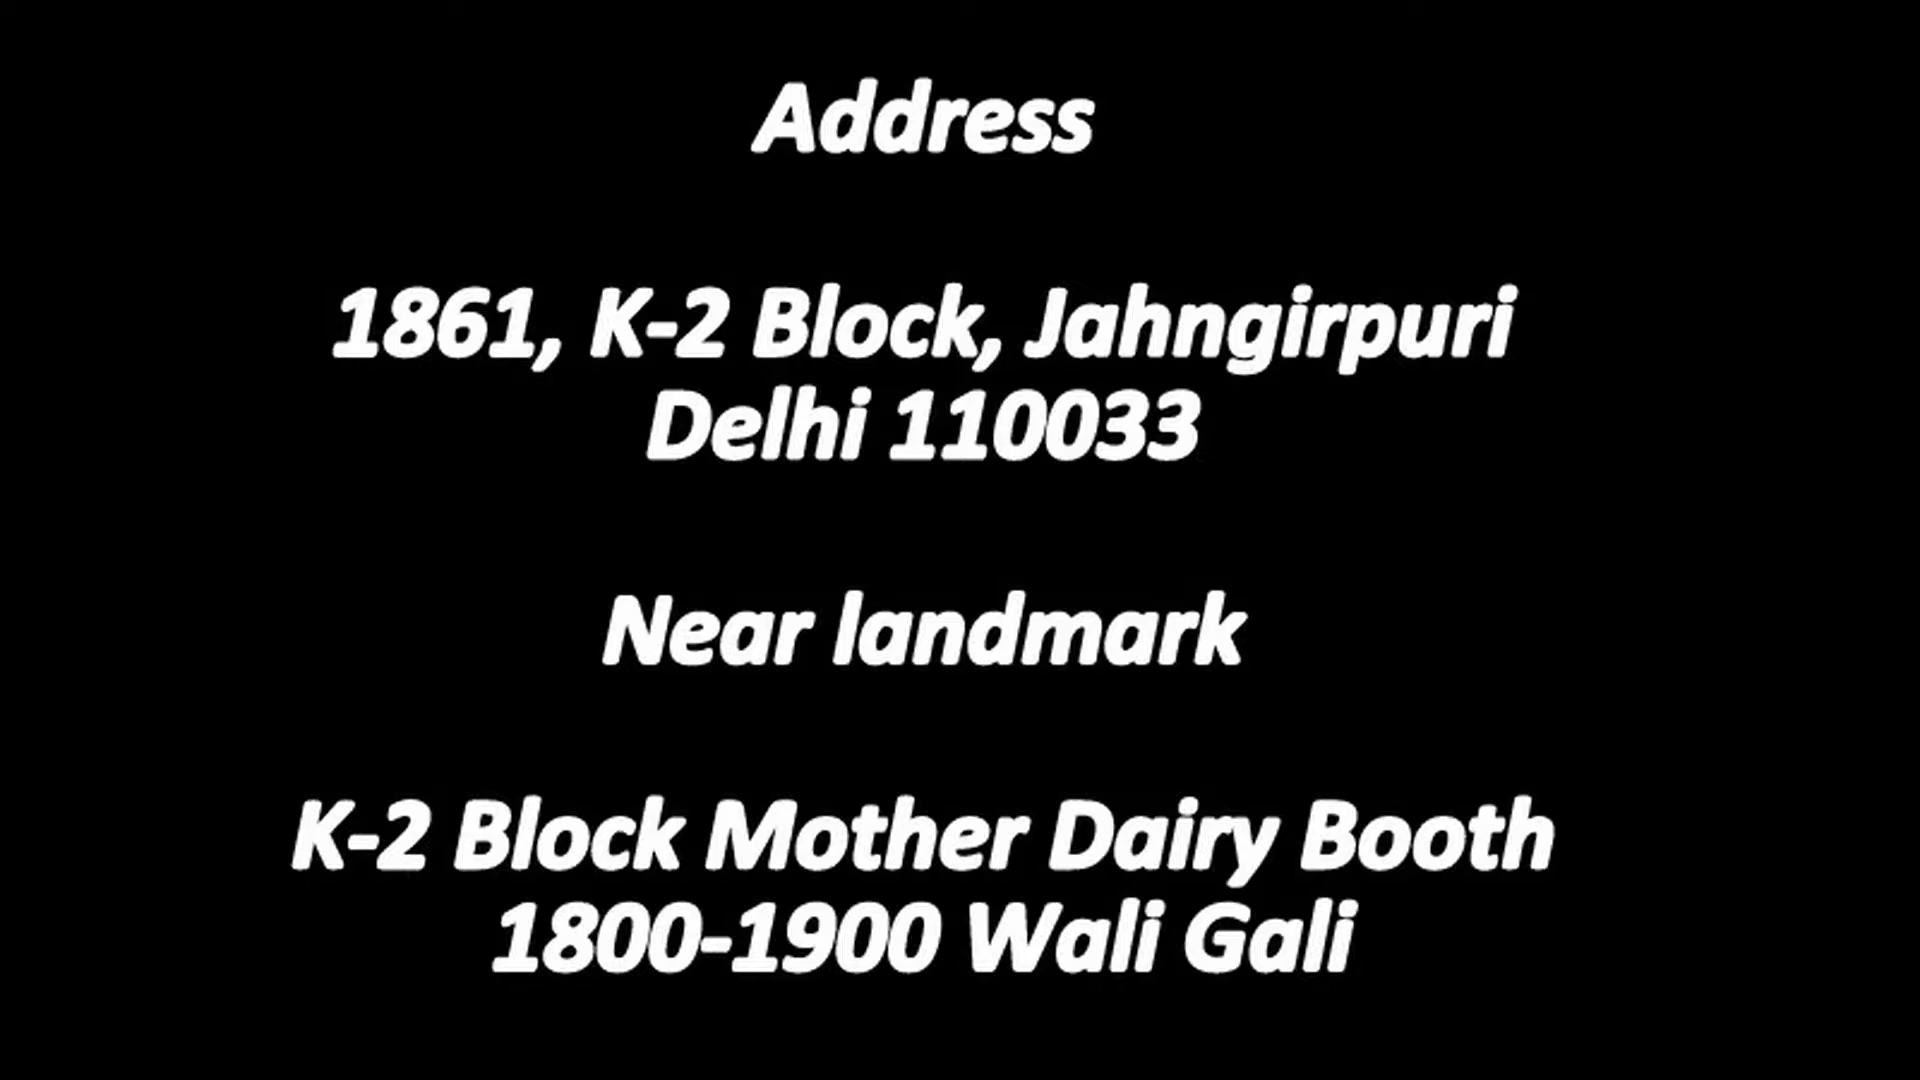 Address
1861, K-2 Block, Jahngirpuri
Delhi 110033
Near landmark
K-2 Block Mother Dairy Booth
1800-1900 Wali Gali